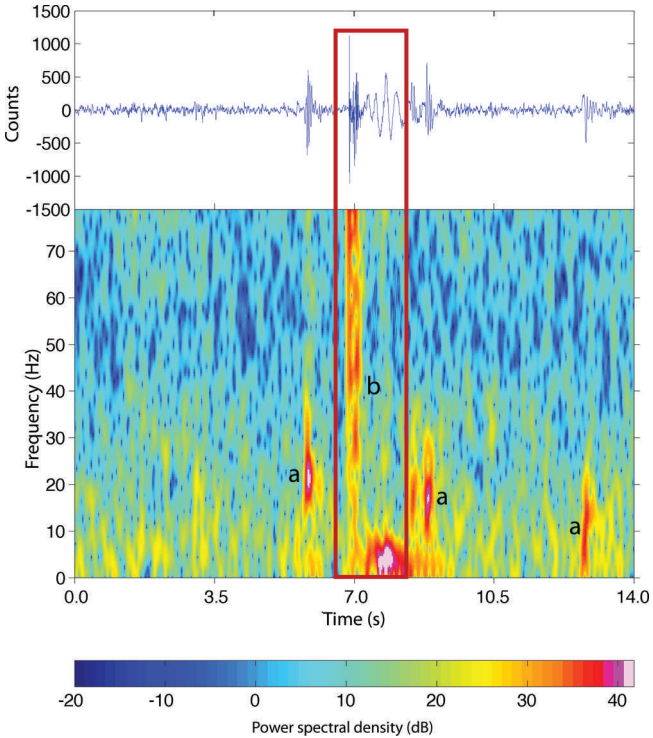 1500
1000
500
0
-500
-1000
-1500
Counts
70
60
50
40
30
20
10
0
Frequency (Hz)
b
a
a
a
0.0 3.5 7.0 10.5 14.0
Time (s)
-20 -10 0 10 20 30 40
Power spectral density (dB)